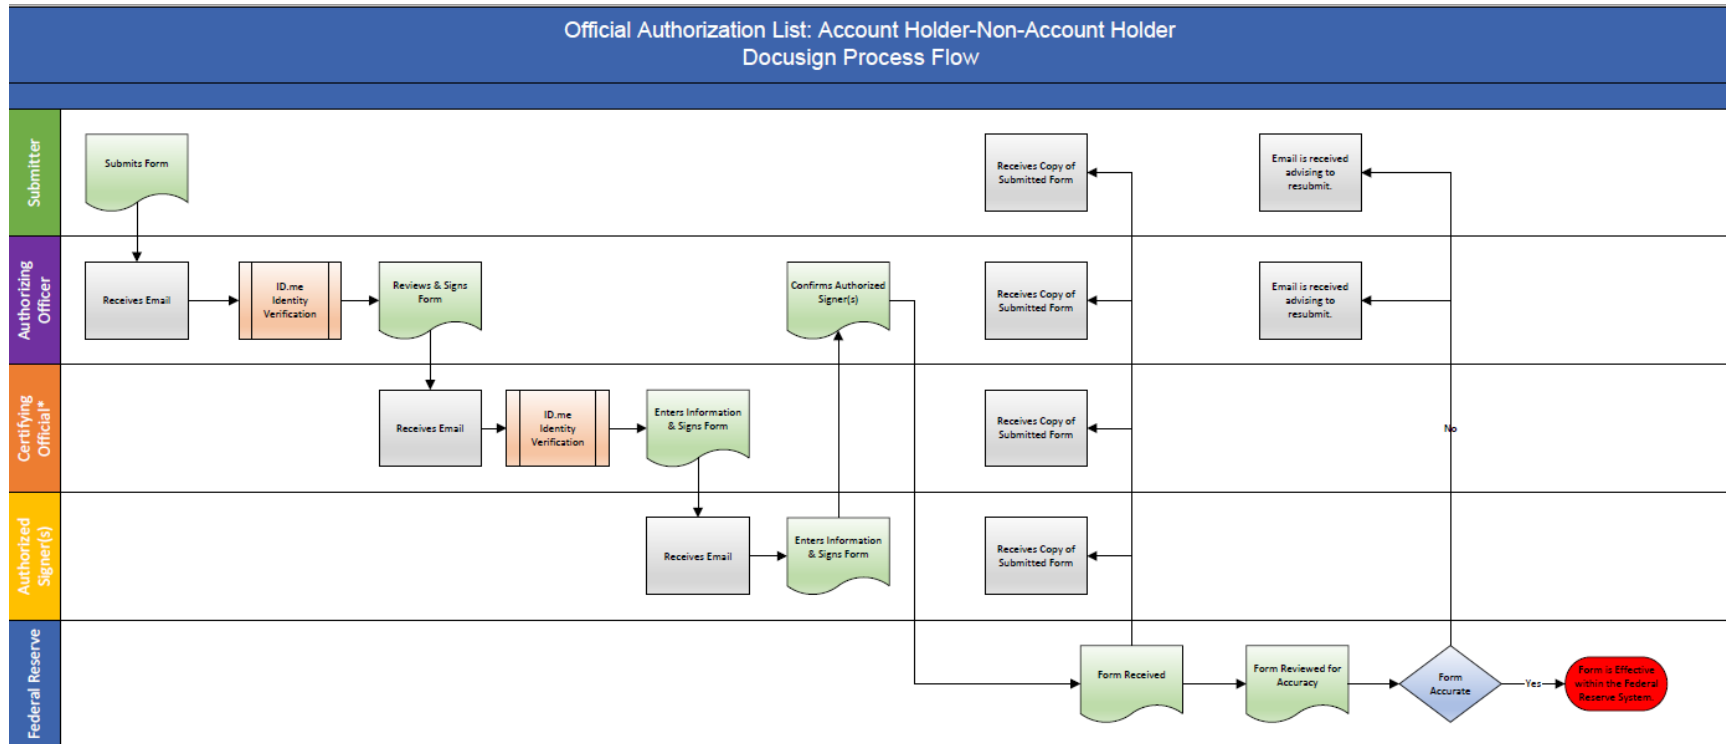 Official Authorization List: Account Holder-Non-Account Holder
Docusign Process Flow
Submitter
Submits Form
Receives Copy of
Submitted Form
Email is received
advising to
resubmit.
Authorizing
Officer
Receives Email
ID.me
Identity
Verification
Reviews & Signs
Form
Confirms Authorized
Signer(s)
Receives Copy of
Submitted Form
Email is received
advising to
resubmit.
Certifying
Official*
Receives Email
ID.me
Identity
Verification
Enters Information
& Signs Form
Receives Copy of
Submitted Form
No
Authorized
Signer(s)
Receives Email
Enters Information
& Signs Form
Receives Copy of
Submitted Form
Federal Reserve
Form Received
Form Reviewed for
Accuracy
Form
Accurate
Yes
Form is Effective
within the Federal
Reserve System.